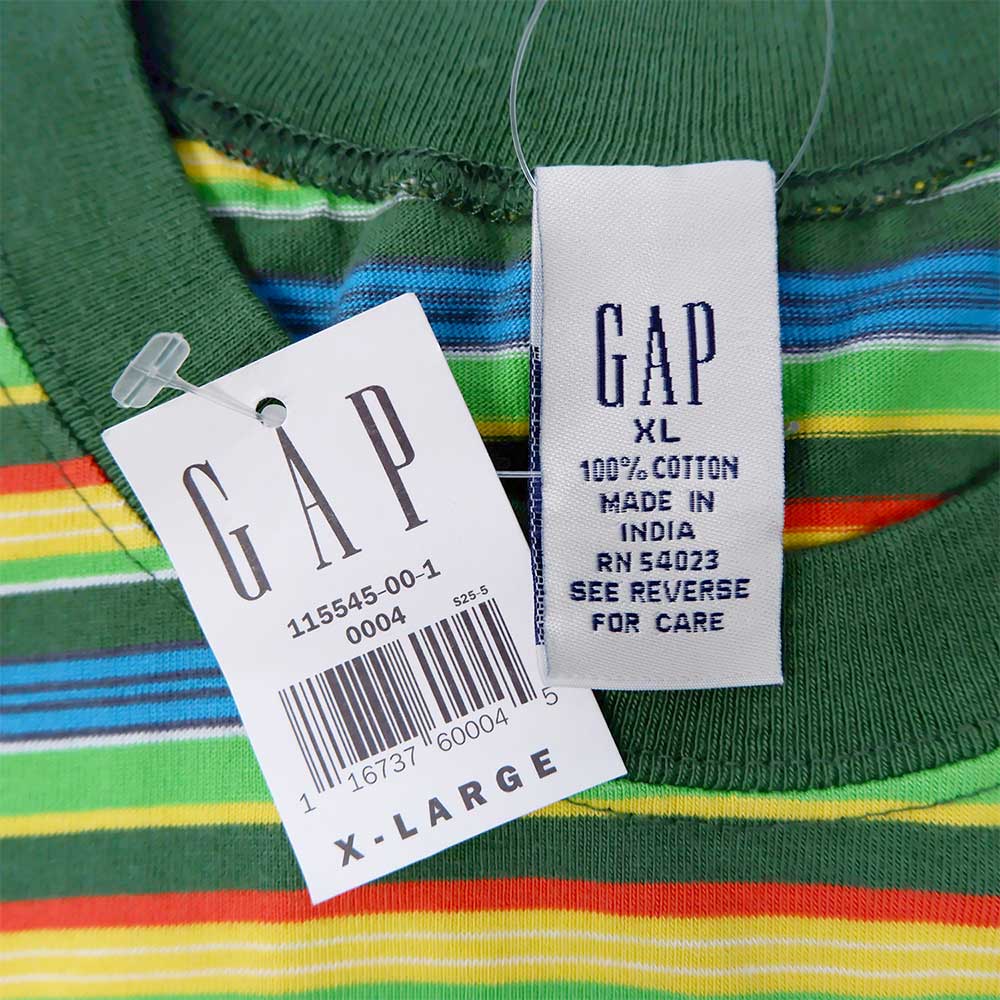 GAP
115545-00-1
0004
S25-5
1 16737 60004 5
X-LARGE
GAP
XL
100% COTTON
MADE IN
INDIA
RN 54023
SEE REVERSE
FOR CARE